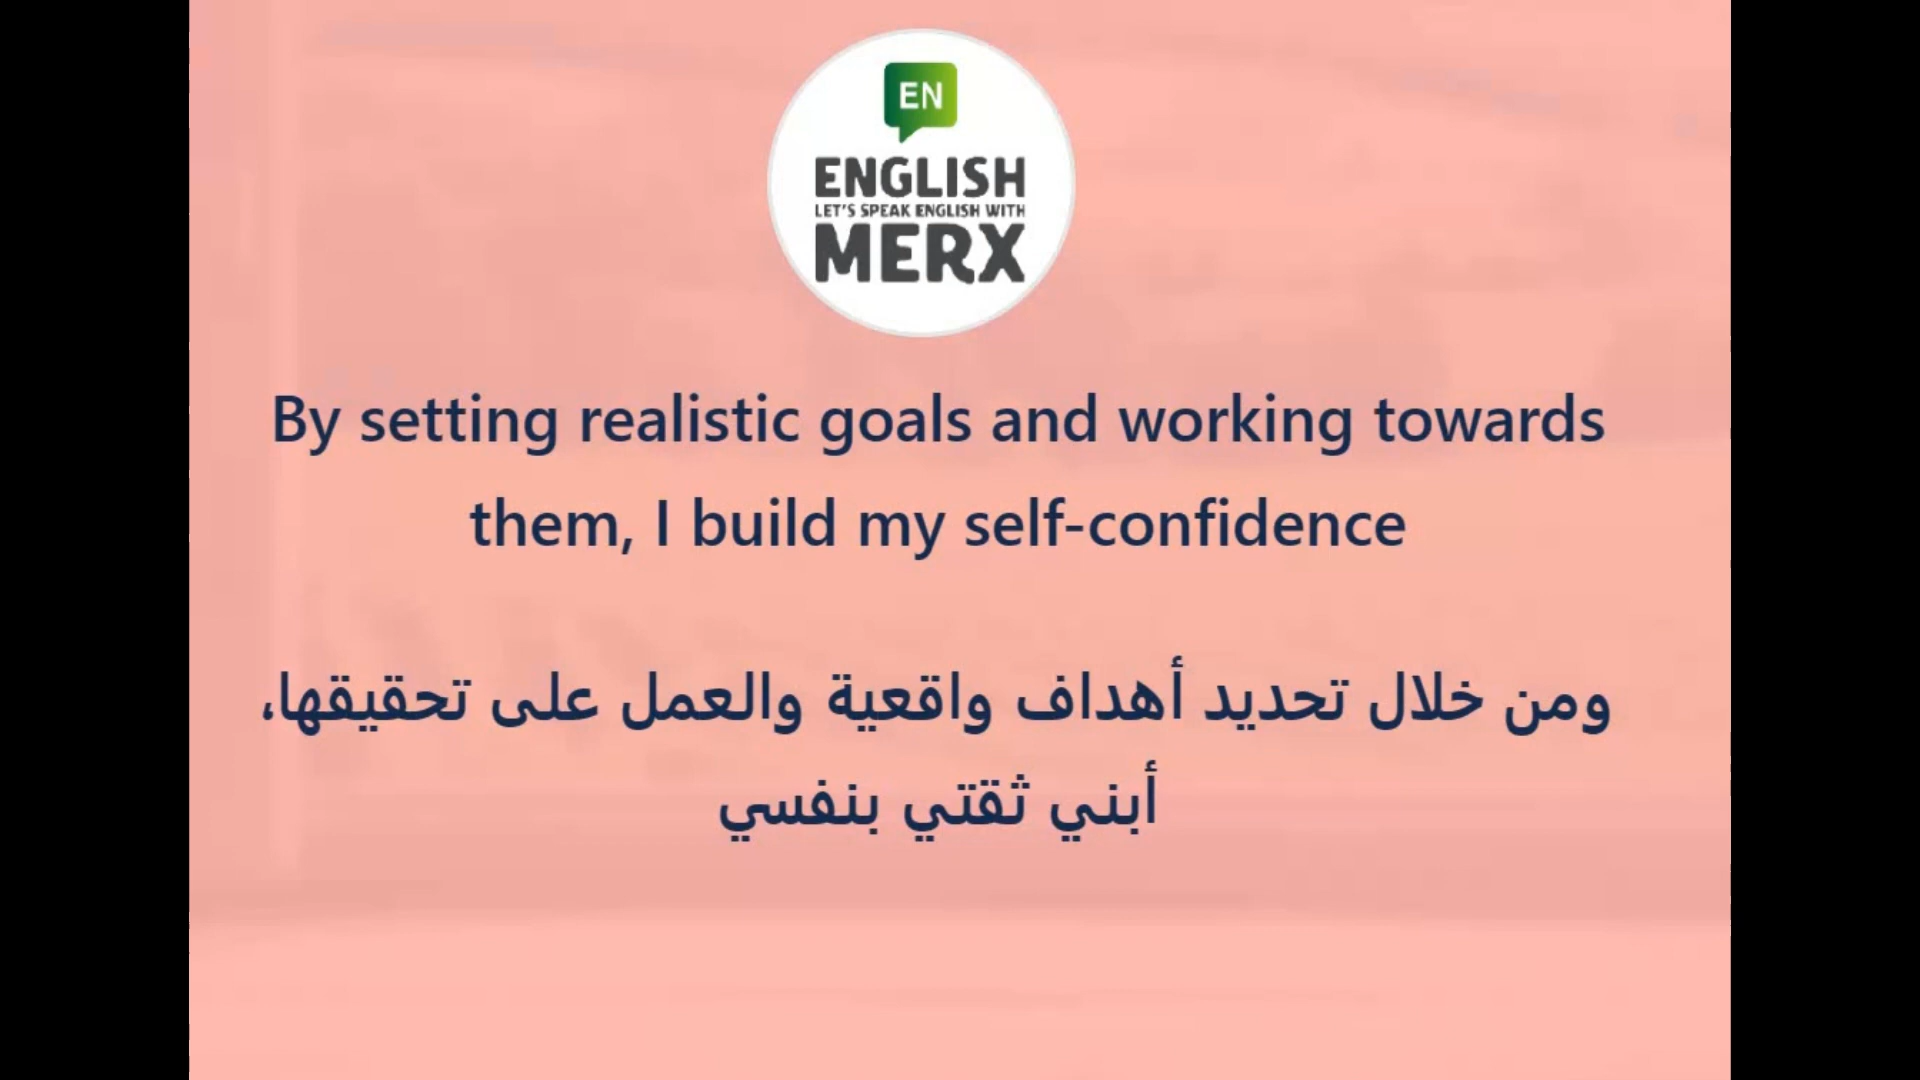 EN
ENGLISH
LET'S SPEAK ENGLISH WITH
MERX
By setting realistic goals and working towards
them, I build my self-confidence
ومن خلال تحديد أهداف واقعية والعمل على تحقيقها،
أبني ثقتي بنفسي